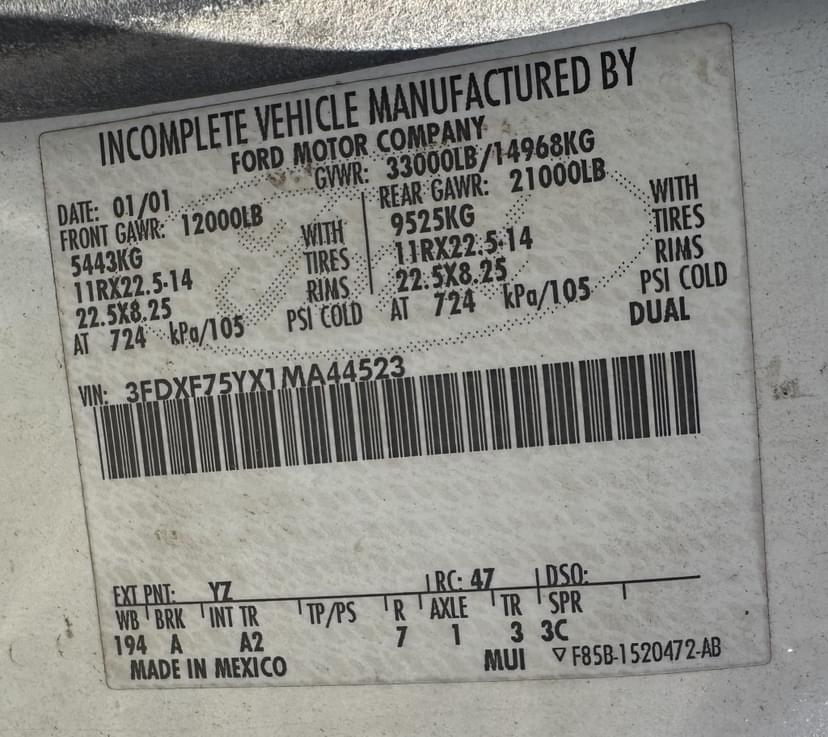 INCOMPLETE VEHICLE MANUFACTURED BY
FORD MOTOR COMPANY
GVWR: 33000LB/14968KG
DATE: 01/01
FRONT GAWR: 12000LB
5443KG WITH
11RX22.5-14 TIRES
22.5X8.25 RIMS
AT 724 kPa/105 PSI COLD
REAR GAWR: 21000LB
9525KG WITH
11RX22.5-14 TIRES
22.5X8.25 RIMS
AT 724 kPa/105 PSI COLD
DUAL
VIN: 3FDXF75YX1MA44523
EXT PNT: YZ RC: 47 DSO:
WB BRK INT TR TP/PS R AXLE TR SPR
194 A A2 7 1 3 3C
MADE IN MEXICO MUI ▽F85B-1520472-AB